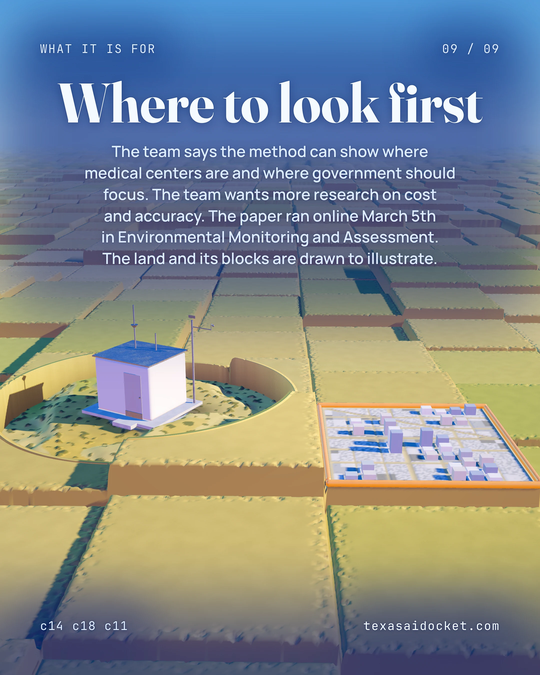 WHAT IT IS FOR
09 / 09
Where to look first
The team says the method can show where
medical centers are and where government should
focus. The team wants more research on cost
and accuracy. The paper ran online March 5th
in Environmental Monitoring and Assessment.
The land and its blocks are drawn to illustrate.
c14 c18 c11
texasaidocket.com